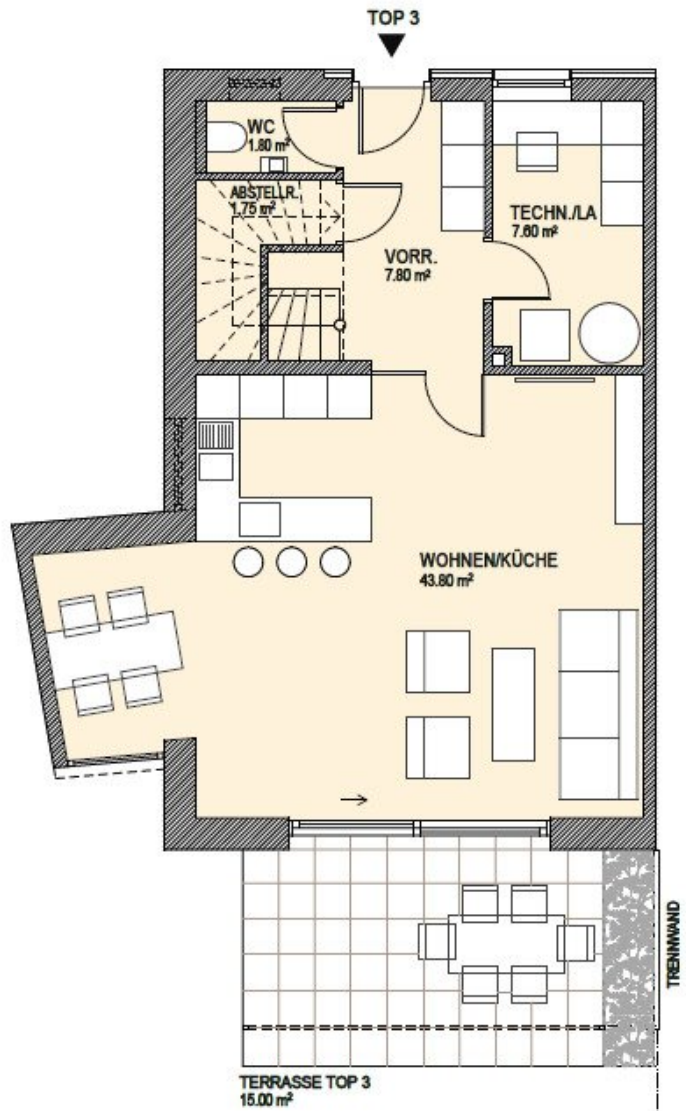 TOP 3
WC
1.80 m²
ABSTELLR.
1.75 m²
TECHN./LA
7.60 m²
VORR.
7.80 m²
WOHNEN/KÜCHE
43.80 m²
TRENNWAND
TERRASSE TOP 3
15.00 m²